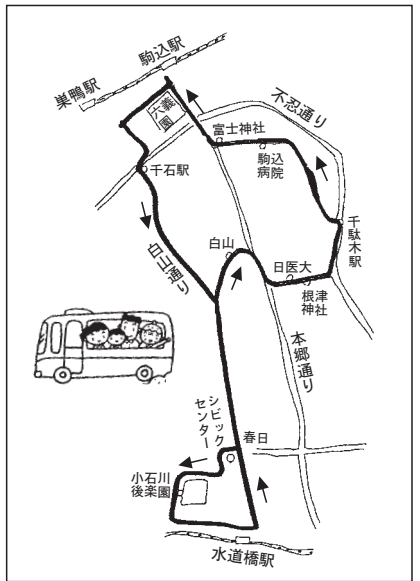 駒込駅
巣鴨駅
六義
園
不忍通り
富士神社
駒込
病院
千石駅
千駄木駅
白山通り
白山
日医大
根津
神社
本郷通り
シビック
センター
春日
小石川
後楽園
水道橋駅